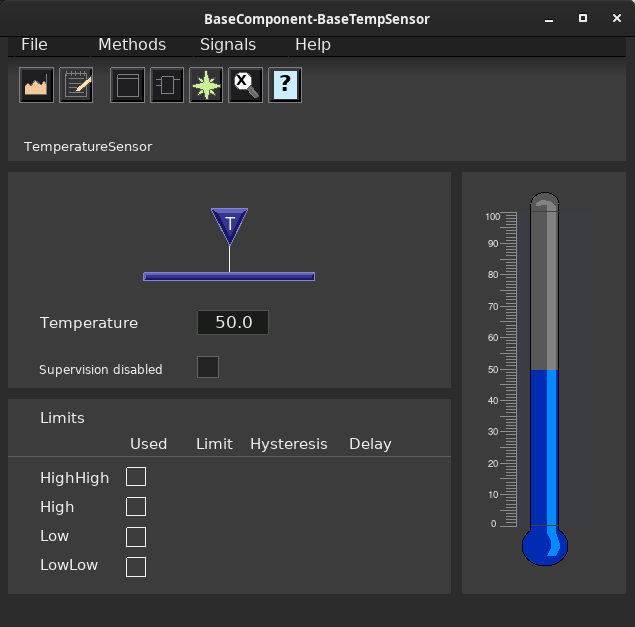 BaseComponent-BaseTempSensor
File Methods Signals Help
X ?
TemperatureSensor
T
Temperature 50.0
Supervision disabled
Limits
Used Limit Hysteresis Delay
HighHigh
High
Low
LowLow
100
90
80
70
60
50
40
30
20
10
0